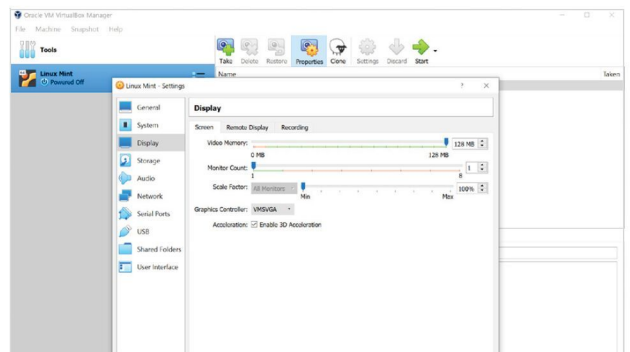 Oracle VM VirtualBox Manager
File Machine Snapshot Help
Tools
Take Delete Restore Properties Clone Settings Discard Start
Linux Mint
Powered Off
Name Taken
Linux Mint - Settings ? ×
General
System
Display
Storage
Audio
Network
Serial Ports
USB
Shared Folders
User Interface
Display
Screen Remote Display Recording
Video Memory: 128 MB
0 MB 128 MB
Monitor Count: 1
1 8
Scale Factor: All Monitors 100%
Min Max
Graphics Controller: VMSVGA
Acceleration: Enable 3D Acceleration